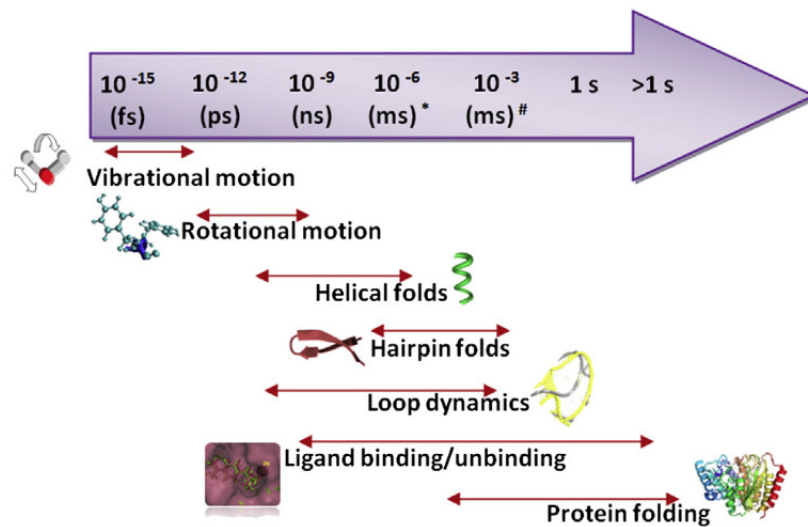 10 -15 10 -12 10 -9 10 -6 10 -3 1 s >1 s
(fs) (ps) (ns) (ms) * (ms) #
Vibrational motion
Rotational motion
Helical folds
Hairpin folds
Loop dynamics
Ligand binding/unbinding
Protein folding